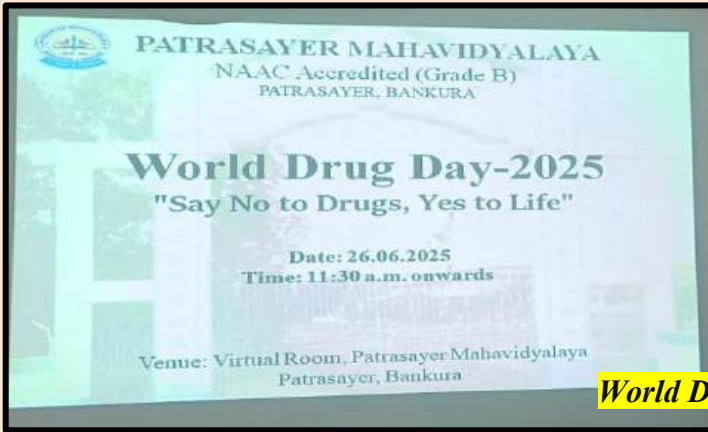 PATRASAYER MAHAVIDYALAYA
NAAC Accredited (Grade B)
PATRASAYER, BANKURA
World Drug Day-2025
"Say No to Drugs, Yes to Life"
Date: 26.06.2025
Time: 11:30 a.m. onwards
Venue: Virtual Room, Patrasayer Mahavidyalaya
Patrasayer, Bankura
World D